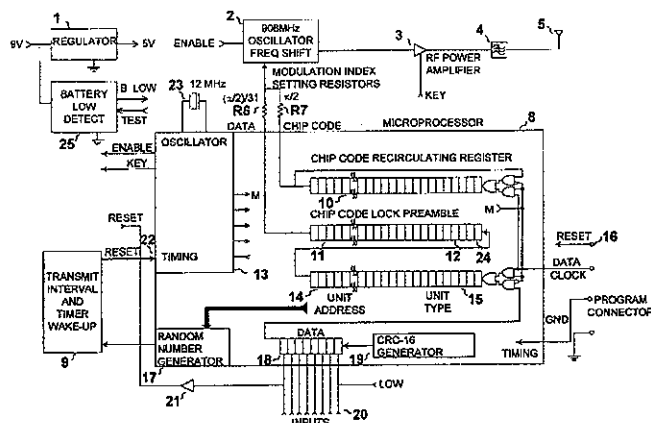 1
9V
REGULATOR
5V
BATTERY
LOW
DETECT
B LOW
TEST
25
2
ENABLE
906MHz
OSCILLATOR
FREQ SHIFT
3
RF POWER
AMPLIFIER
KEY
4
5
MODULATION INDEX
SETTING RESISTORS
(π/2)/31
R6
π/2
R7
23
12 MHz
DATA
CHIP CODE
MICROPROCESSOR
8
OSCILLATOR
ENABLE
KEY
M
TIMING
13
CHIP CODE RECIRCULATING REGISTER
10
M
CHIP CODE LOCK PREAMBLE
11
12
24
RESET
16
DATA
CLOCK
RESET
RESET
22
TRANSMIT
INTERVAL
AND
TIMER
WAKE-UP
9
14
UNIT
ADDRESS
UNIT
TYPE
15
PROGRAM
CONNECTOR
GND
TIMING
RANDOM
NUMBER
GENERATOR
17
DATA
18
CRC-16
GENERATOR
19
21
LOW
20
INPUTS